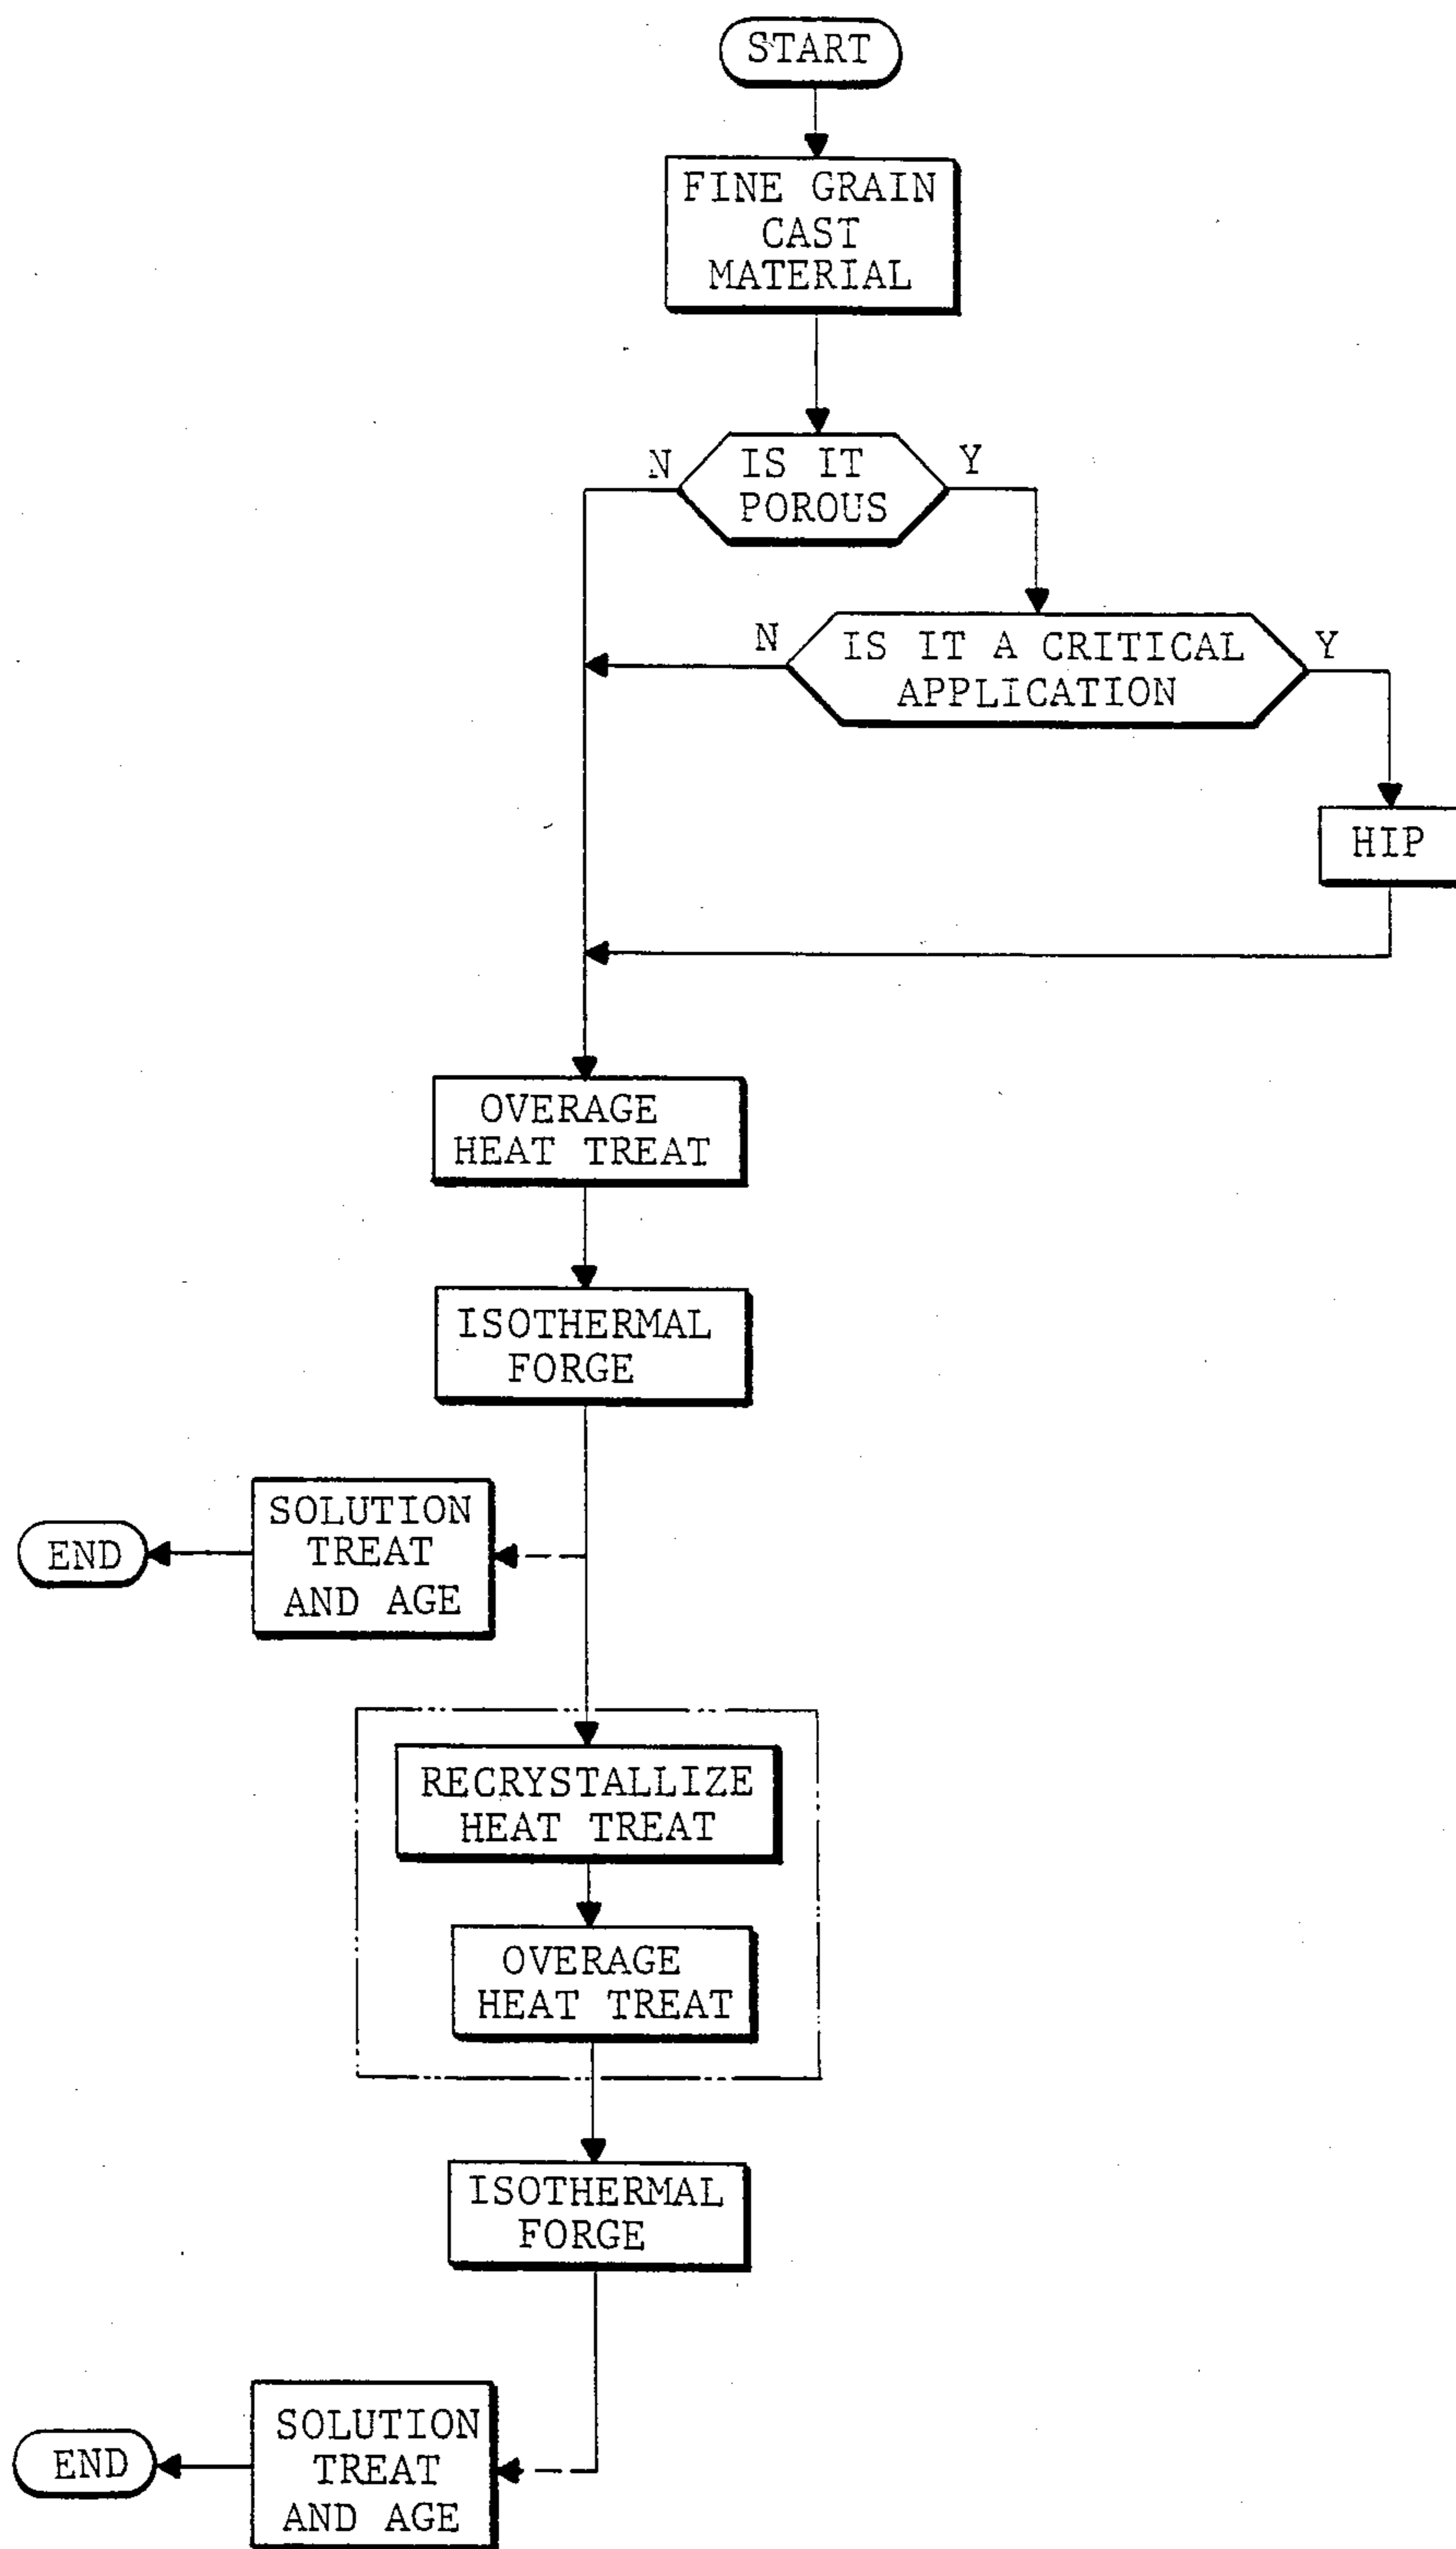 START
FINE GRAIN
CAST
MATERIAL
N
IS IT
POROUS
Y
N
IS IT A CRITICAL
APPLICATION
Y
HIP
OVERAGE
HEAT TREAT
ISOTHERMAL
FORGE
SOLUTION
TREAT
AND AGE
END
RECRYSTALLIZE
HEAT TREAT
OVERAGE
HEAT TREAT
ISOTHERMAL
FORGE
SOLUTION
TREAT
AND AGE
END